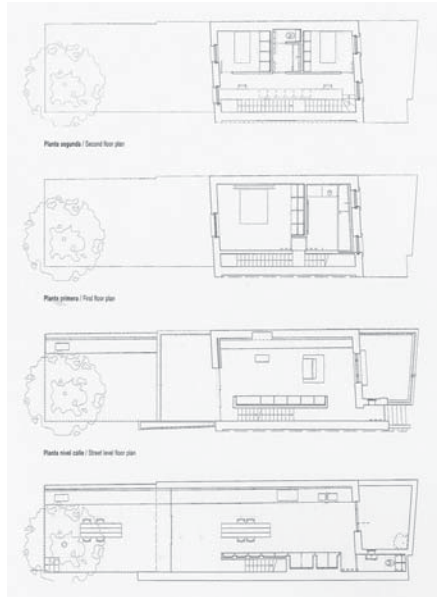 Planta segunda / Second floor plan
Planta primera / First floor plan
Planta nivel calle / Street level floor plan